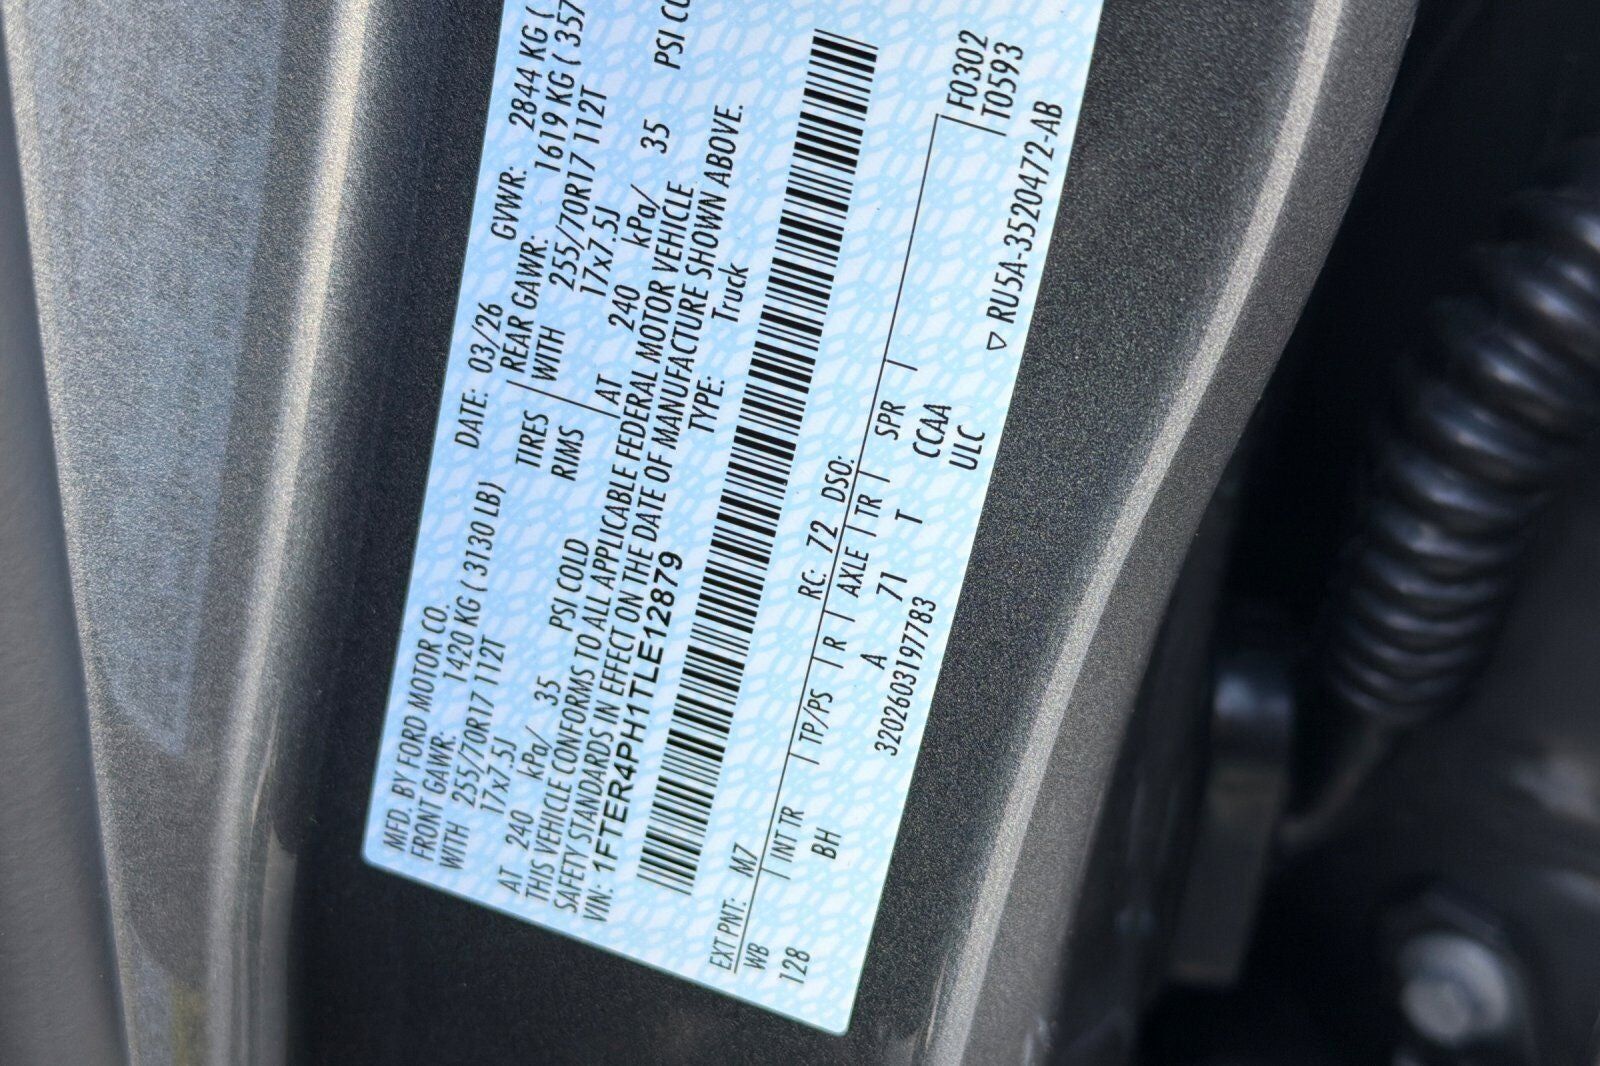 MFD. BY FORD MOTOR CO.
DATE: 03/26 GVWR: 2844 KG (
FRONT GAWR: 1420 KG ( 3130 LB)
REAR GAWR: 1619 KG ( 357
WITH 255/70R17 112T TIRES WITH 255/70R17 112T
17x7.5J RIMS 17x7.5J
AT 240 kPa/ 35 PSI COLD AT 240 kPa/ 35 PSI CO
THIS VEHICLE CONFORMS TO ALL APPLICABLE FEDERAL MOTOR VEHICLE
SAFETY STANDARDS IN EFFECT ON THE DATE OF MANUFACTURE SHOWN ABOVE.
VIN: 1FTER4PH1TLE12879 TYPE: Truck
EXT PNT: M7 RC: 72 DSO: F0302
WB INT TR TP/PS R AXLE TR SPR T0593
128 BH A 71 T CCAA
ULC
3202603197783
▽ RU5A-3520472-AB